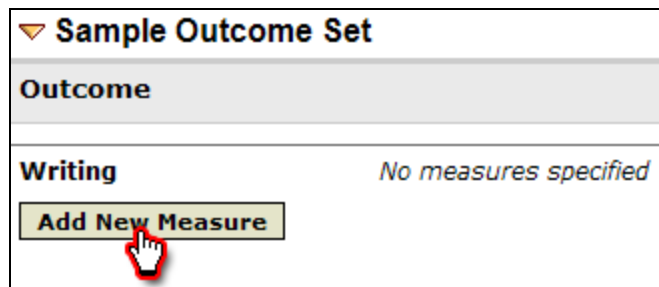 Sample Outcome Set
Outcome
Writing No measures specified
Add New Measure